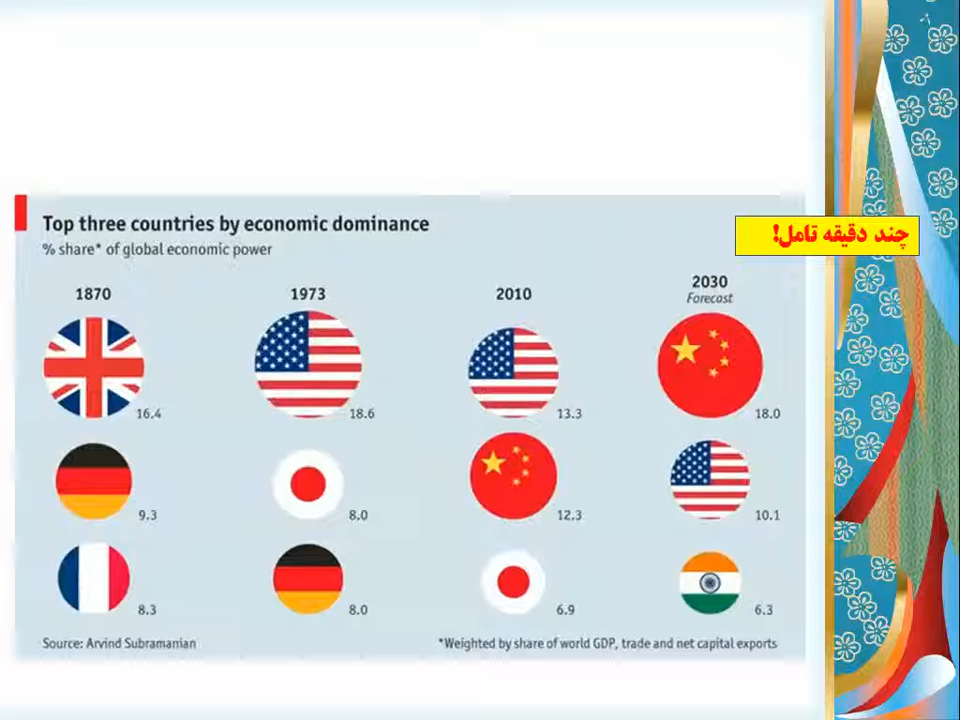 Top three countries by economic dominance
% share* of global economic power
چند دقیقه تامل!
1870 1973 2010 2030
Forecast
16.4 18.6 13.3 18.0
9.3 8.0 12.3 10.1
8.3 8.0 6.9 6.3
Source: Arvind Subramanian *Weighted by share of world GDP, trade and net capital exports